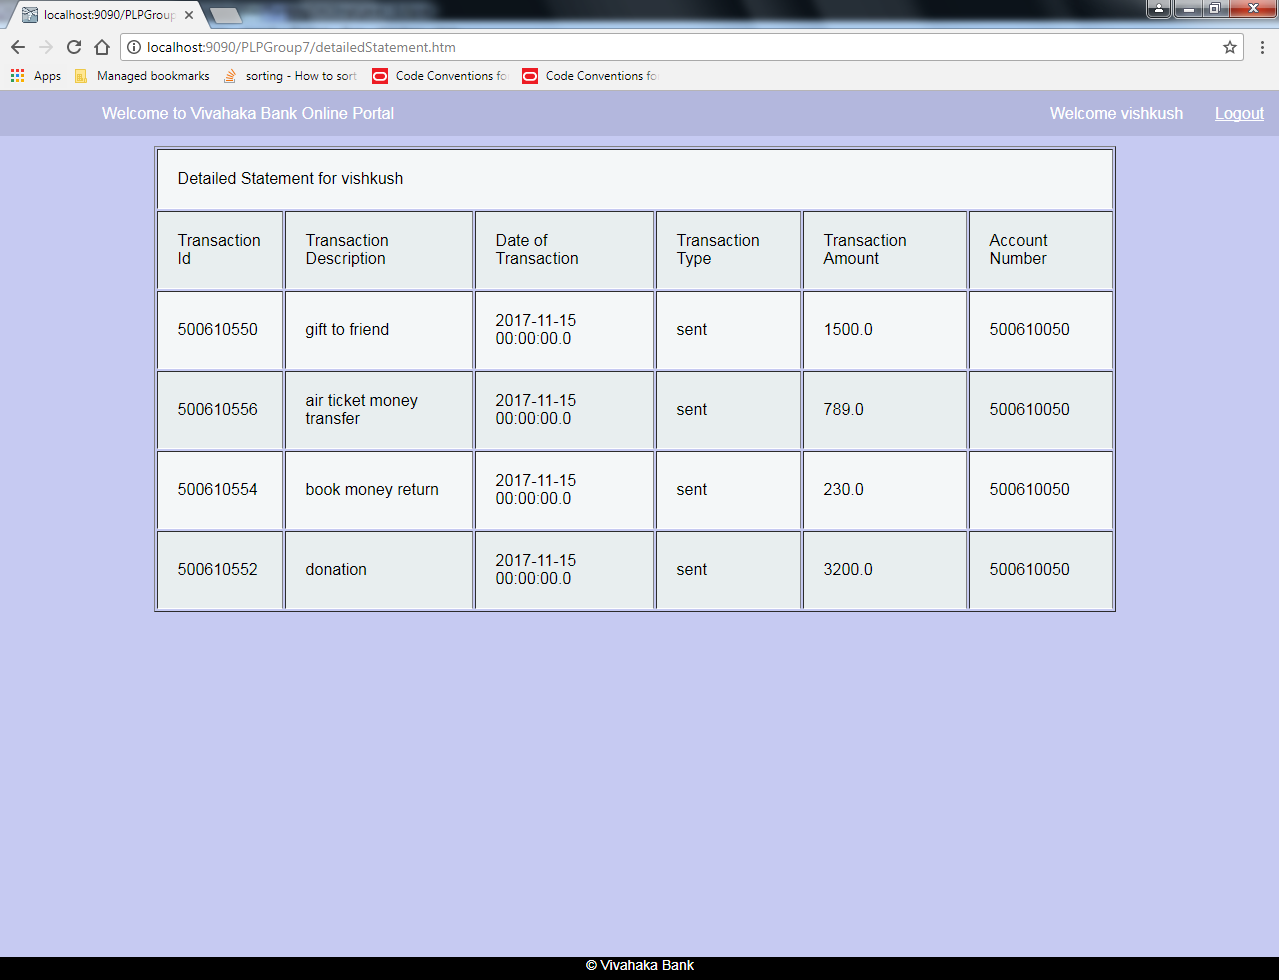 localhost:9090/PLPGroup
localhost:9090/PLPGroup7/detailedStatement.htm
Apps Managed bookmarks sorting - How to sort Code Conventions fo Code Conventions fo
Welcome to Vivahaka Bank Online Portal Welcome vishkush Logout
Detailed Statement for vishkush
Transaction Id Transaction Description Date of Transaction Transaction Type Transaction Amount Account Number
500610550 gift to friend 2017-11-15 00:00:00.0 sent 1500.0 500610050
500610556 air ticket money transfer 2017-11-15 00:00:00.0 sent 789.0 500610050
500610554 book money return 2017-11-15 00:00:00.0 sent 230.0 500610050
500610552 donation 2017-11-15 00:00:00.0 sent 3200.0 500610050
© Vivahaka Bank